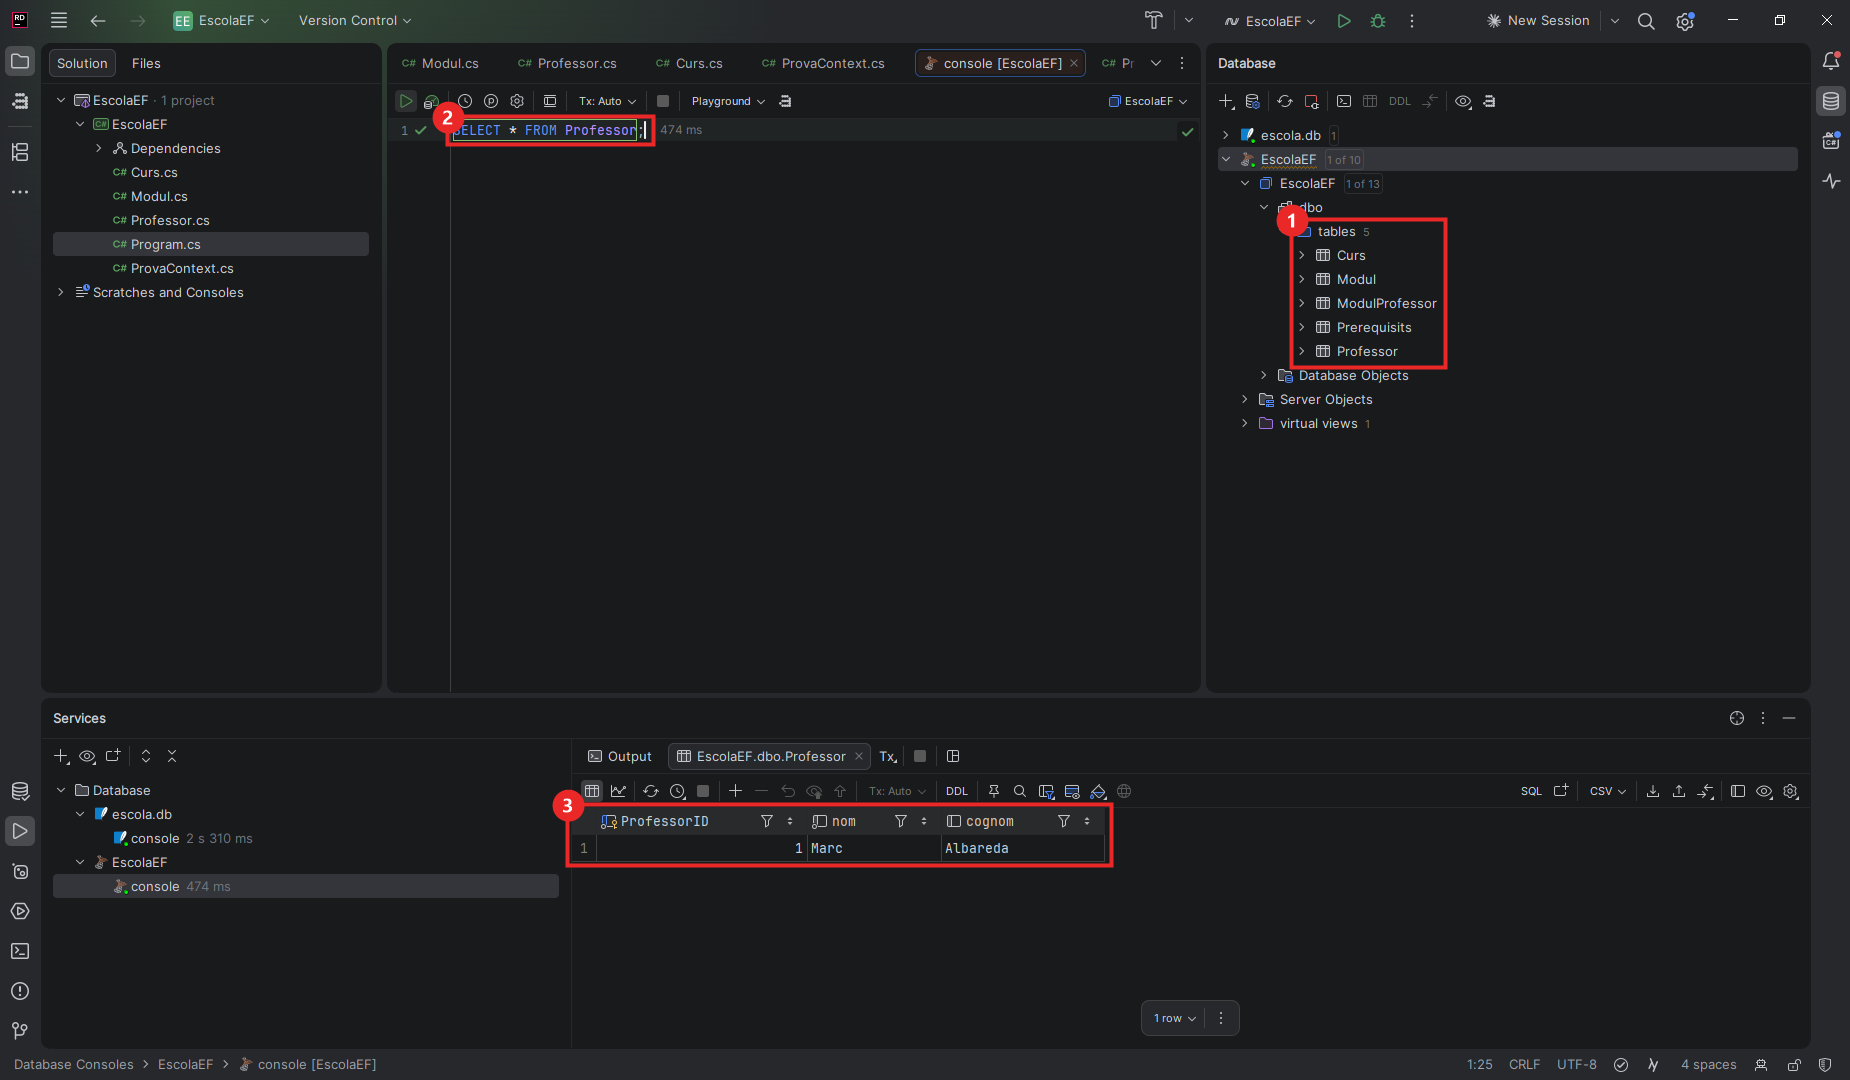 RD EE EscolaEF Version Control EscolaEF New Session
Solution Files
EscolaEF · 1 project
C# EscolaEF
Dependencies
C# Curs.cs
C# Modul.cs
C# Professor.cs
C# Program.cs
C# ProvaContext.cs
Scratches and Consoles
C# Modul.cs C# Professor.cs C# Curs.cs C# ProvaContext.cs console [EscolaEF] C# Pr
Tx: Auto Playground EscolaEF
2
1 SELECT * FROM Professor; 474 ms
Database
DDL
escola.db 1
EscolaEF 1 of 10
EscolaEF 1 of 13
dbo
1
tables 5
Curs
Modul
ModulProfessor
Prerequisits
Professor
Database Objects
Server Objects
virtual views 1
Services
Database
escola.db
console 2 s 310 ms
EscolaEF
console 474 ms
Output EscolaEF.dbo.Professor Tx
Tx: Auto DDL SQL CSV
3
ProfessorID nom cognom
1 1 Marc Albareda
1 row
Database Consoles > EscolaEF > console [EscolaEF] 1:25 CRLF UTF-8 4 spaces